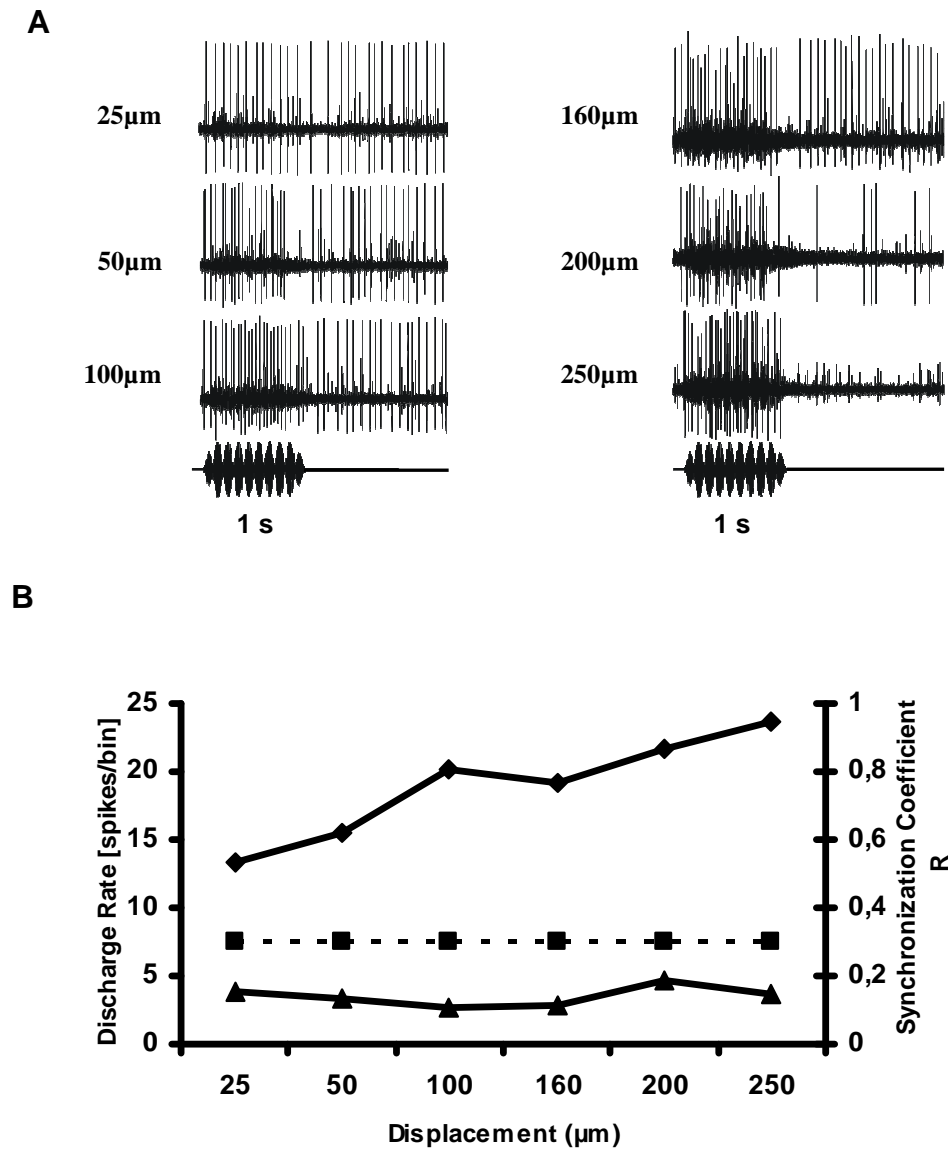 A
25µm
160µm
50µm
200µm
100µm
250µm
1 s
1 s
B
25
20
15
10
5
0
Discharge Rate [spikes/bin]
1
0,8
0,6
0,4
0,2
0
Synchronization Coefficient
R
25 50 100 160 200 250
Displacement (µm)